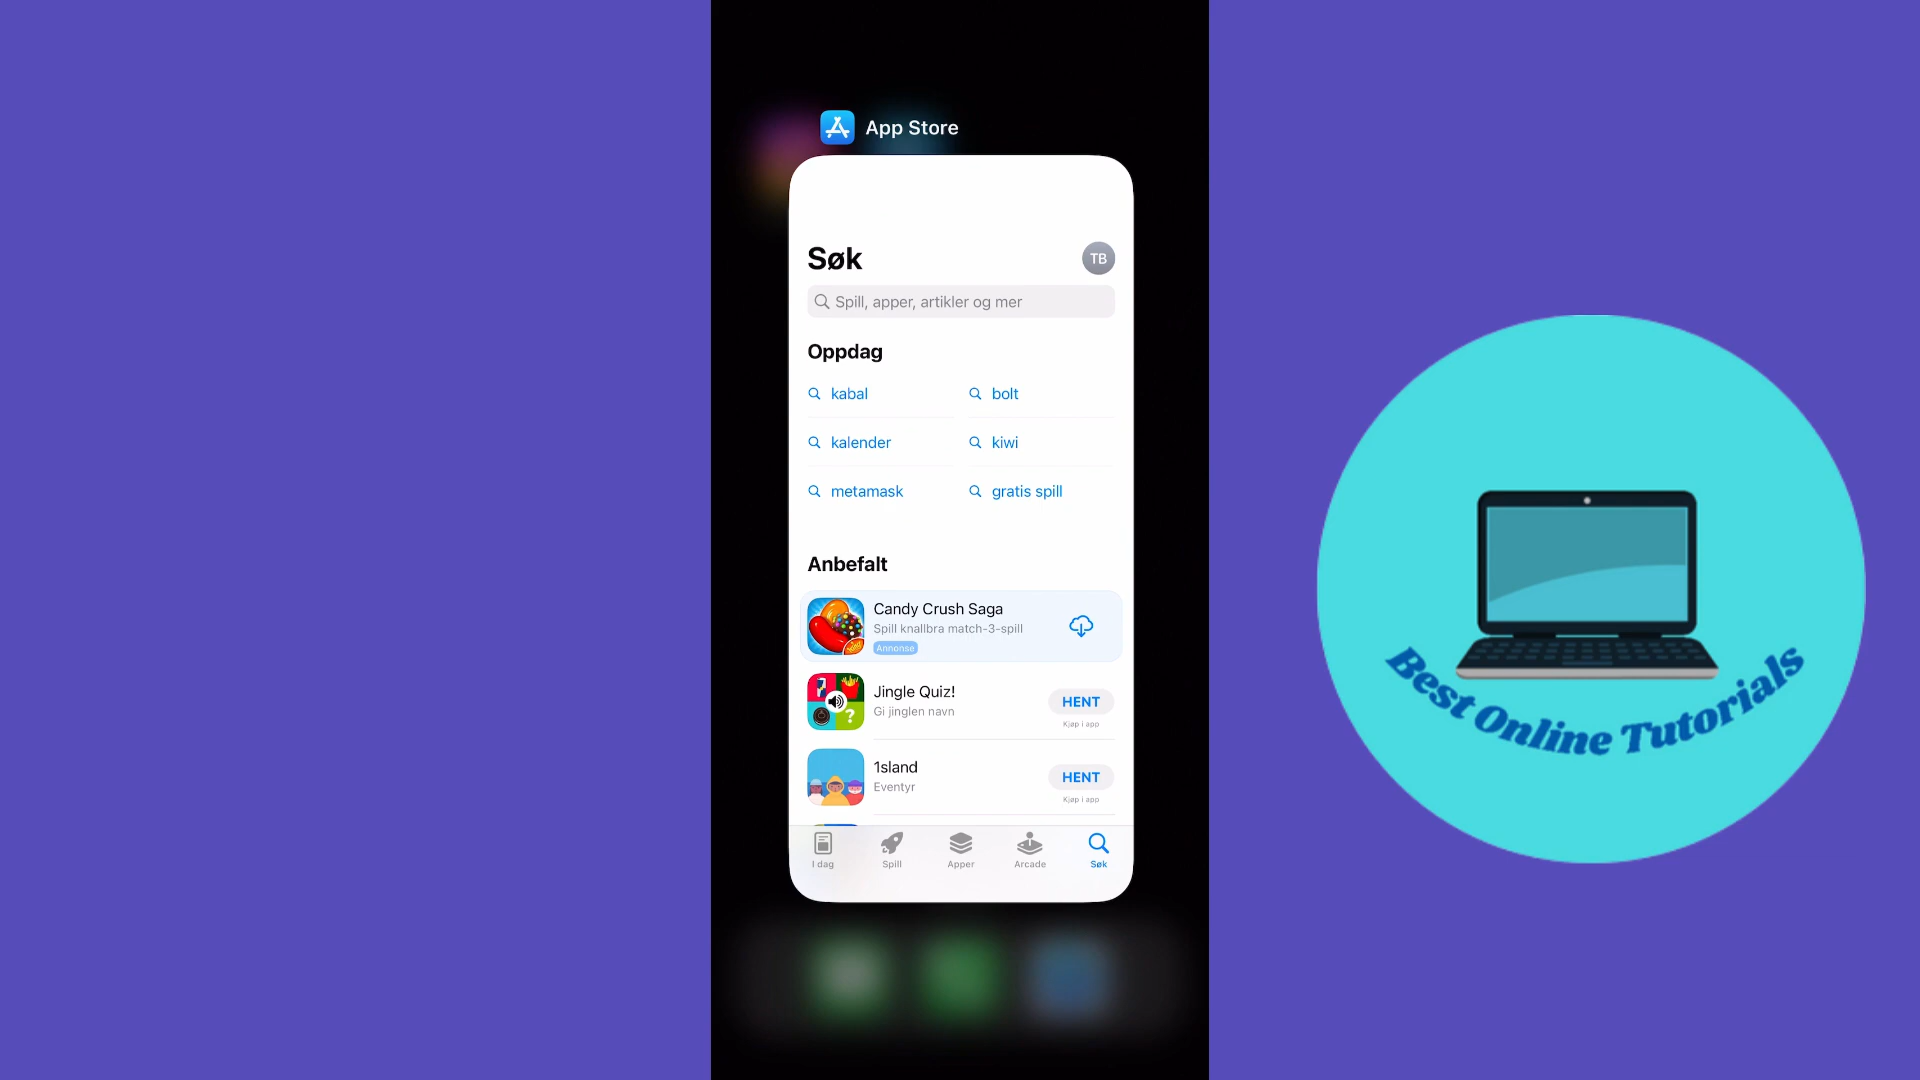 App Store
Søk
TB
Spill, apper, artikler og mer
Oppdag
kabal
bolt
kalender
kiwi
metamask
gratis spill
Anbefalt
Candy Crush Saga
Spill knallbra match-3-spill
Annonse
Jingle Quiz!
Gi jinglen navn
HENT
Kjøp i app
1sland
Eventyr
HENT
Kjøp i app
I dag
Spill
Apper
Arcade
Søk
Best Online Tutorials